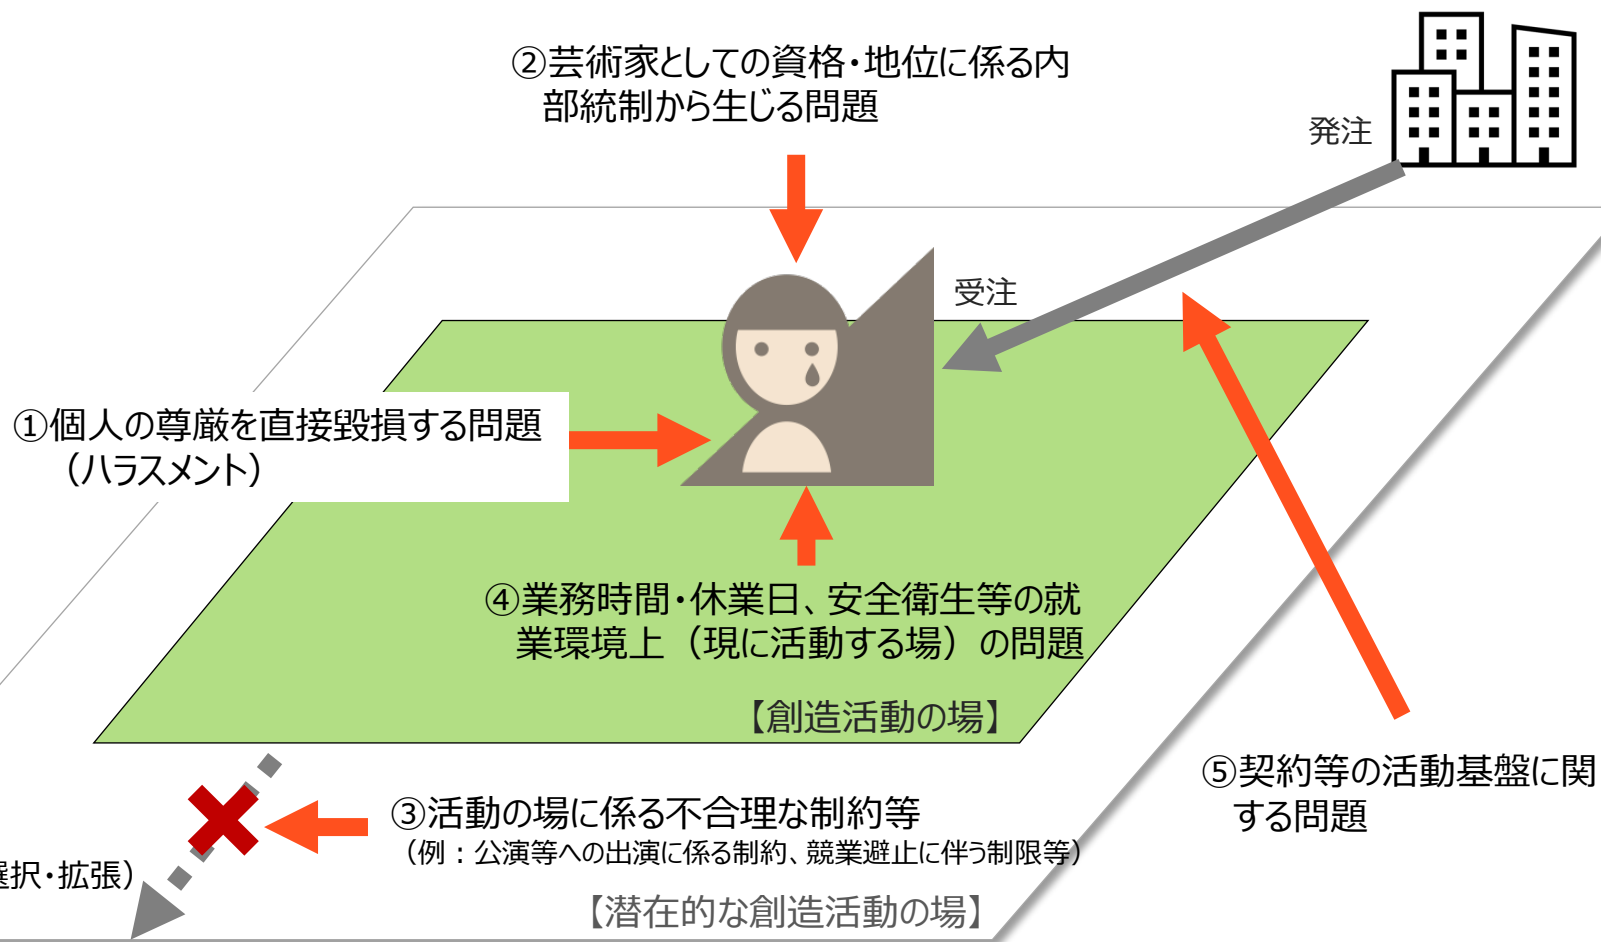 ②芸術家としての資格・地位に係る内
部統制から生じる問題
発注
受注
①個人の尊厳を直接毀損する問題
（ハラスメント）
④業務時間・休業日、安全衛生等の就
業環境上（現に活動する場）の問題
【創造活動の場】
⑤契約等の活動基盤に関
する問題
③活動の場に係る不合理な制約等
（例：公演等への出演に係る制約、競業避止に伴う制限等）
選択・拡張）
【潜在的な創造活動の場】